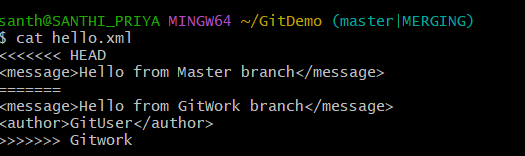 santh@SANTHI_PRIYA MINGW64 ~/GitDemo (master|MERGING)
$ cat hello.xml
<<<<<<< HEAD
<message>Hello from Master branch</message>
=======
<message>Hello from GitWork branch</message>
<author>GitUser</author>
>>>>>>> Gitwork